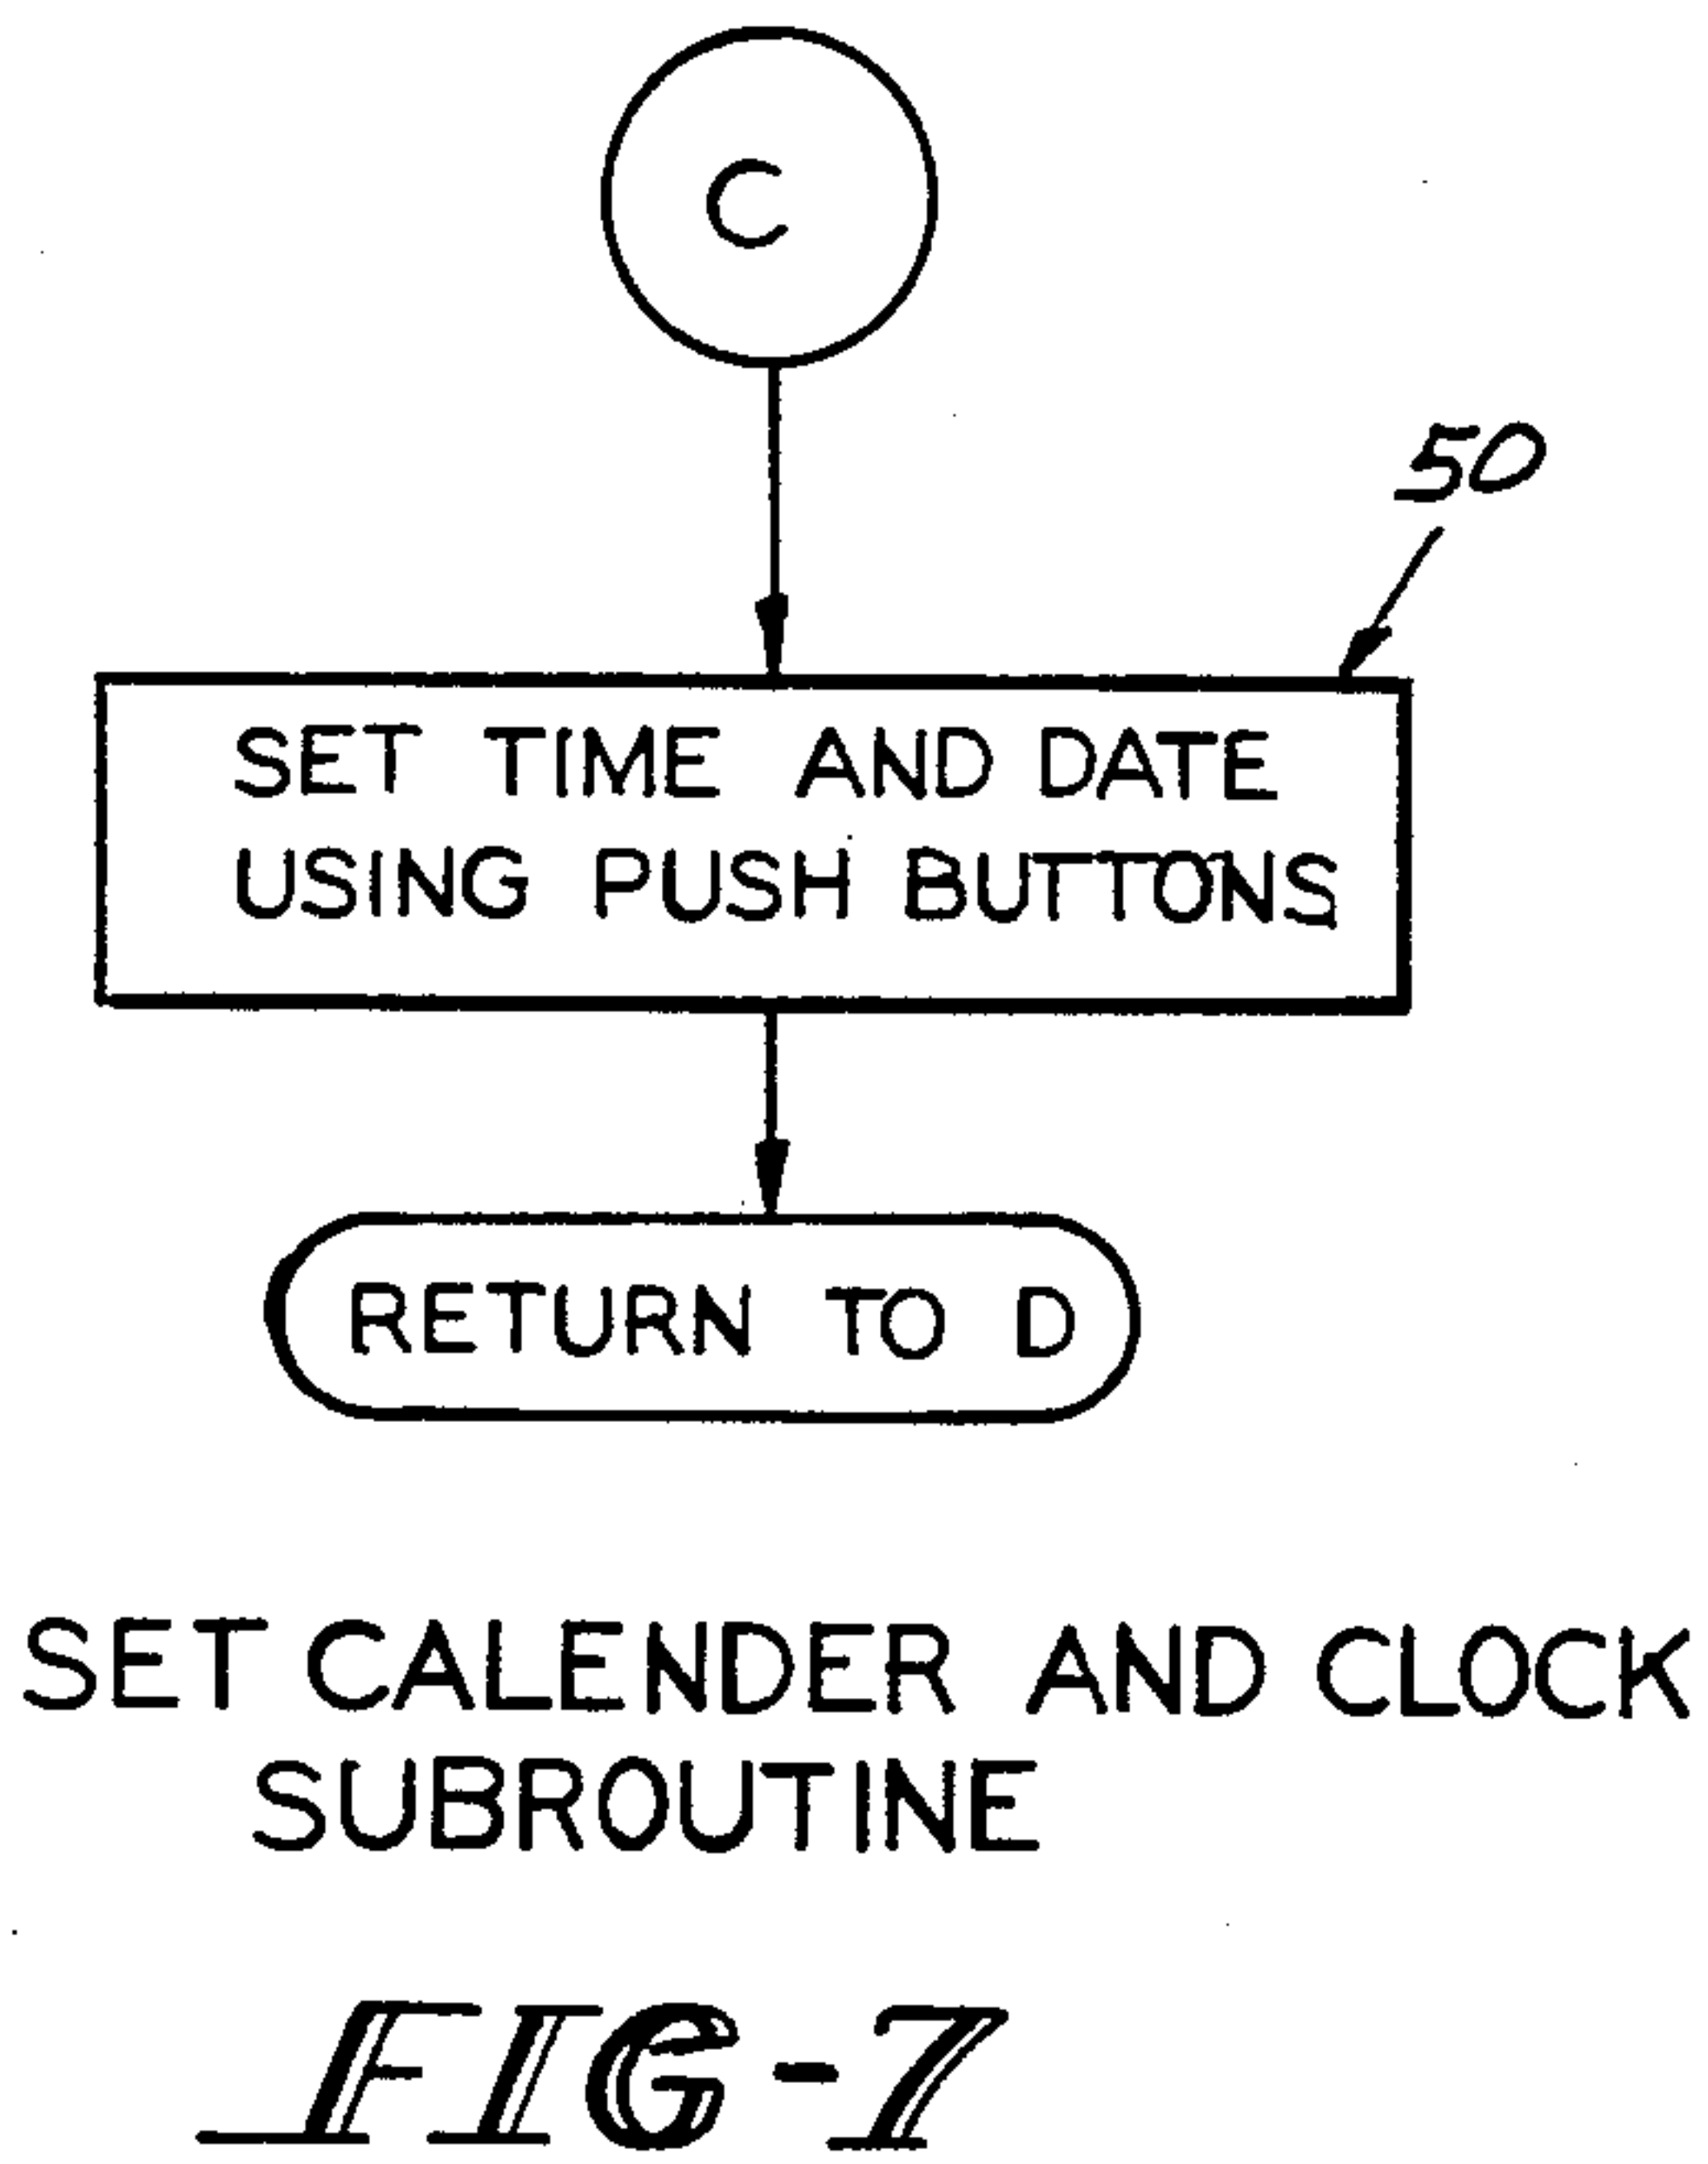 C
50
SET TIME AND DATE
USING PUSH BUTTONS
RETURN TO D
SET CALENDER AND CLOCK
SUBROUTINE
FIG-7